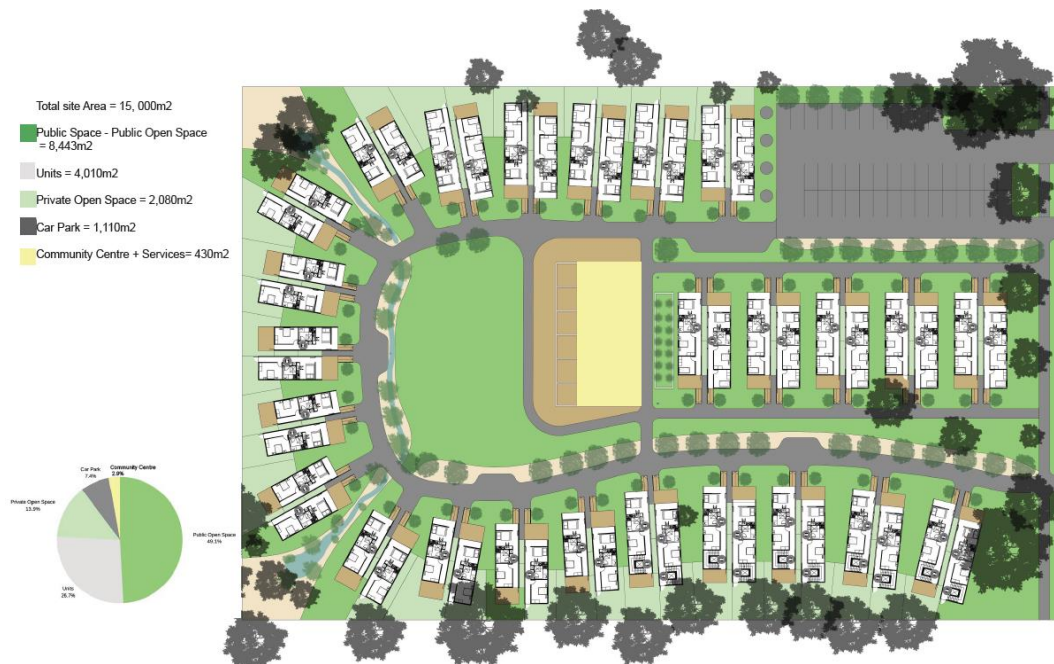 Total site Area = 15, 000m2
Public Space - Public Open Space
= 8,443m2
Units = 4,010m2
Private Open Space = 2,080m2
Car Park = 1,110m2
Community Centre + Services= 430m2
Community Centre
2.9%
Car Park
7.4%
Private Open Space
13.9%
Public Open Space
49.1%
Units
26.7%